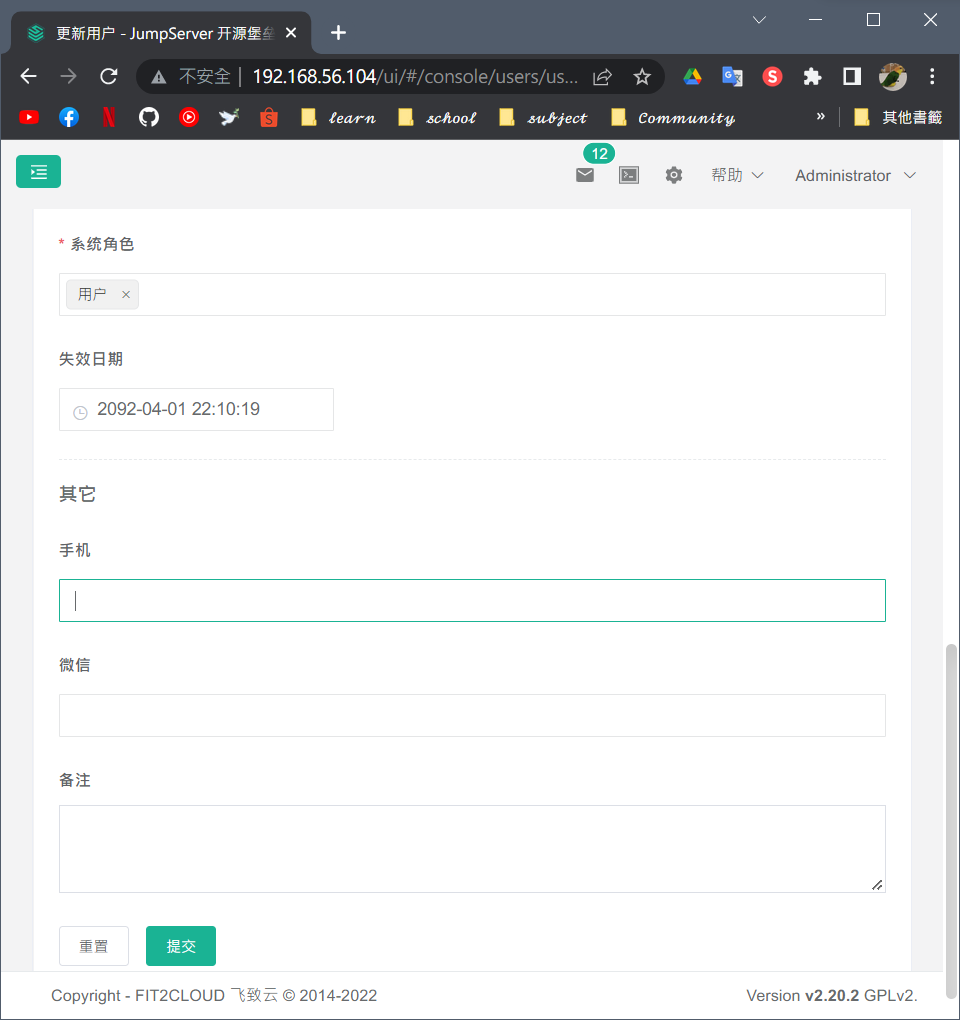 更新用户 - JumpServer 开源堡垒
不安全 | 192.168.56.104/ui/#/console/users/us...
learn school subject Community » 其他書籤
12
帮助 Administrator
* 系统角色
用户 ×
失效日期
2092-04-01 22:10:19
其它
手机
微信
备注
重置 提交
Copyright - FIT2CLOUD 飞致云 © 2014-2022 Version v2.20.2 GPLv2.